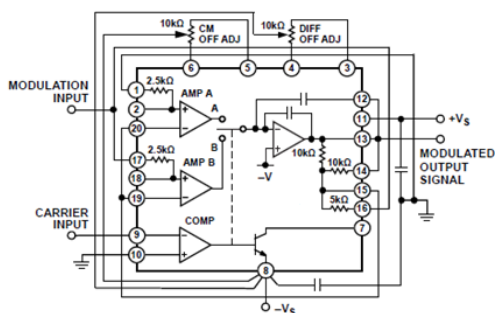 10kΩ
CM
OFF ADJ
10kΩ
DIFF
OFF ADJ
6
5
4
3
MODULATION
INPUT
1
2.5kΩ
AMP A
2
+
A
20
–
B
17
2.5kΩ
18
+
AMP B
19
–
CARRIER
INPUT
COMP
9
–
10
+
–
+
–V
10kΩ
10kΩ
5kΩ
12
11
+VS
13
MODULATED
OUTPUT
SIGNAL
14
15
16
7
8
–VS